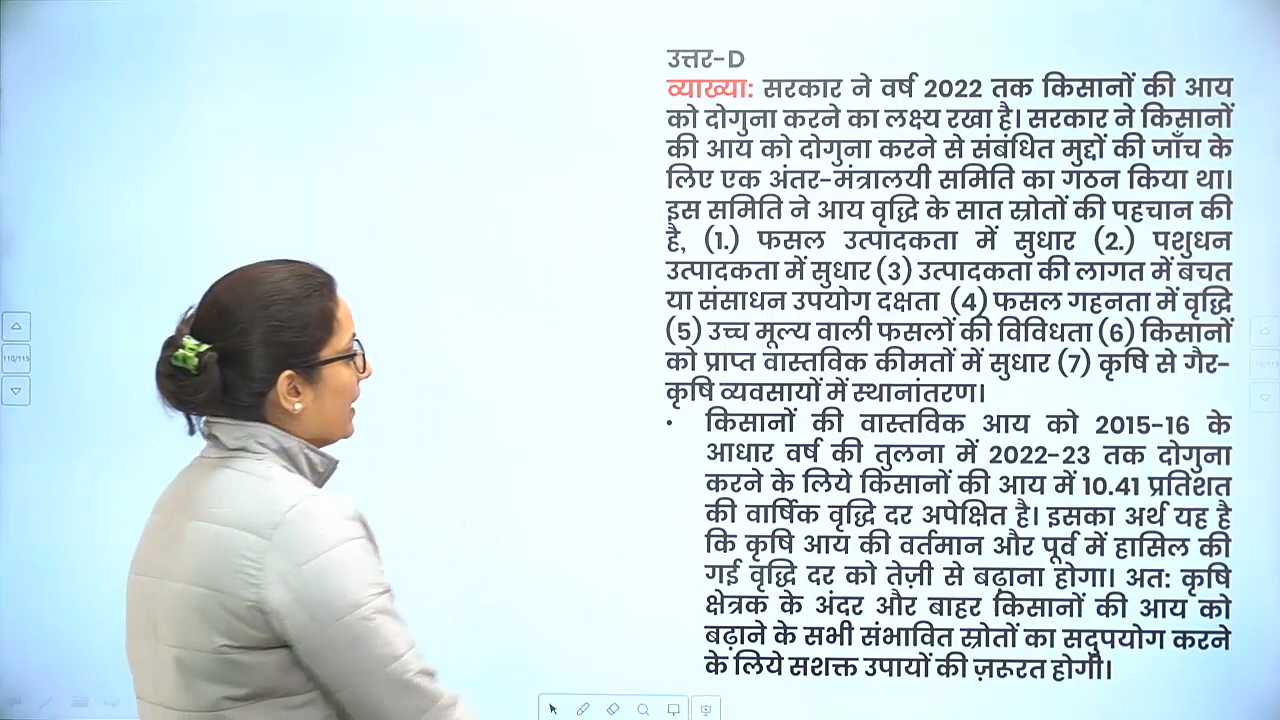 उत्तर-D
व्याख्या: सरकार ने वर्ष 2022 तक किसानों की आय
को दोगुना करने का लक्ष्य रखा है। सरकार ने किसानों
की आय को दोगुना करने से संबंधित मुद्दों की जाँच के
लिए एक अंतर-मंत्रालयी समिति का गठन किया था।
इस समिति ने आय वृद्धि के सात स्रोतों की पहचान की
है, (1.) फसल उत्पादकता में सुधार (2.) पशुधन
उत्पादकता में सुधार (3) उत्पादकता की लागत में बचत
या संसाधन उपयोग दक्षता (4) फसल गहनता में वृद्धि
(5) उच्च मूल्य वाली फसलों की विविधता (6) किसानों
को प्राप्त वास्तविक कीमतों में सुधार (7) कृषि से गैर-
कृषि व्यवसायों में स्थानांतरण।
• किसानों की वास्तविक आय को 2015-16 के
आधार वर्ष की तुलना में 2022-23 तक दोगुना
करने के लिये किसानों की आय में 10.41 प्रतिशत
की वार्षिक वृद्धि दर अपेक्षित है। इसका अर्थ यह है
कि कृषि आय की वर्तमान और पूर्व में हासिल की
गई वृद्धि दर को तेज़ी से बढ़ाना होगा। अत: कृषि
क्षेत्रक के अंदर और बाहर किसानों की आय को
बढ़ाने के सभी संभावित स्रोतों का सदुपयोग करने
के लिये सशक्त उपायों की ज़रूरत होगी।
110/115